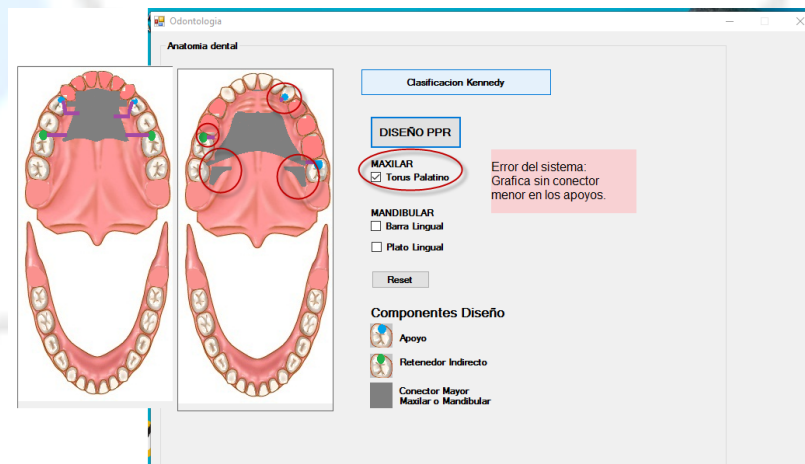 Odontologia
Anatomia dental
Clasificacion Kennedy
DISEÑO PPR
MAXILAR
Torus Palatino
Error del sistema:
Grafica sin conector
menor en los apoyos.
MANDIBULAR
Barra Lingual
Plato Lingual
Reset
Componentes Diseño
Apoyo
Retenedor Indirecto
Conector Mayor
Maxilar o Mandibular